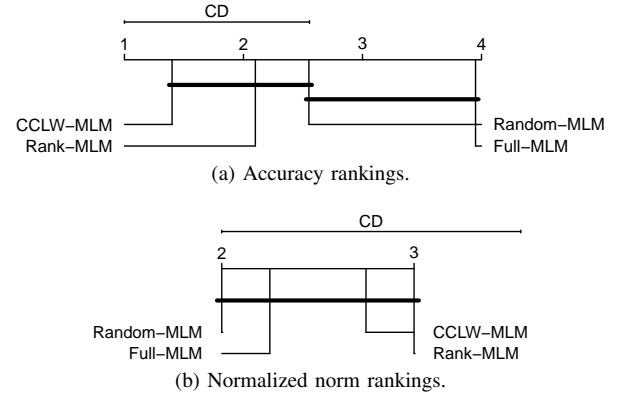 CD
1 2 3 4
CCLW−MLM Random−MLM
Rank−MLM Full−MLM
(a) Accuracy rankings.
CD
2 3
Random−MLM CCLW−MLM
Full−MLM Rank−MLM
(b) Normalized norm rankings.